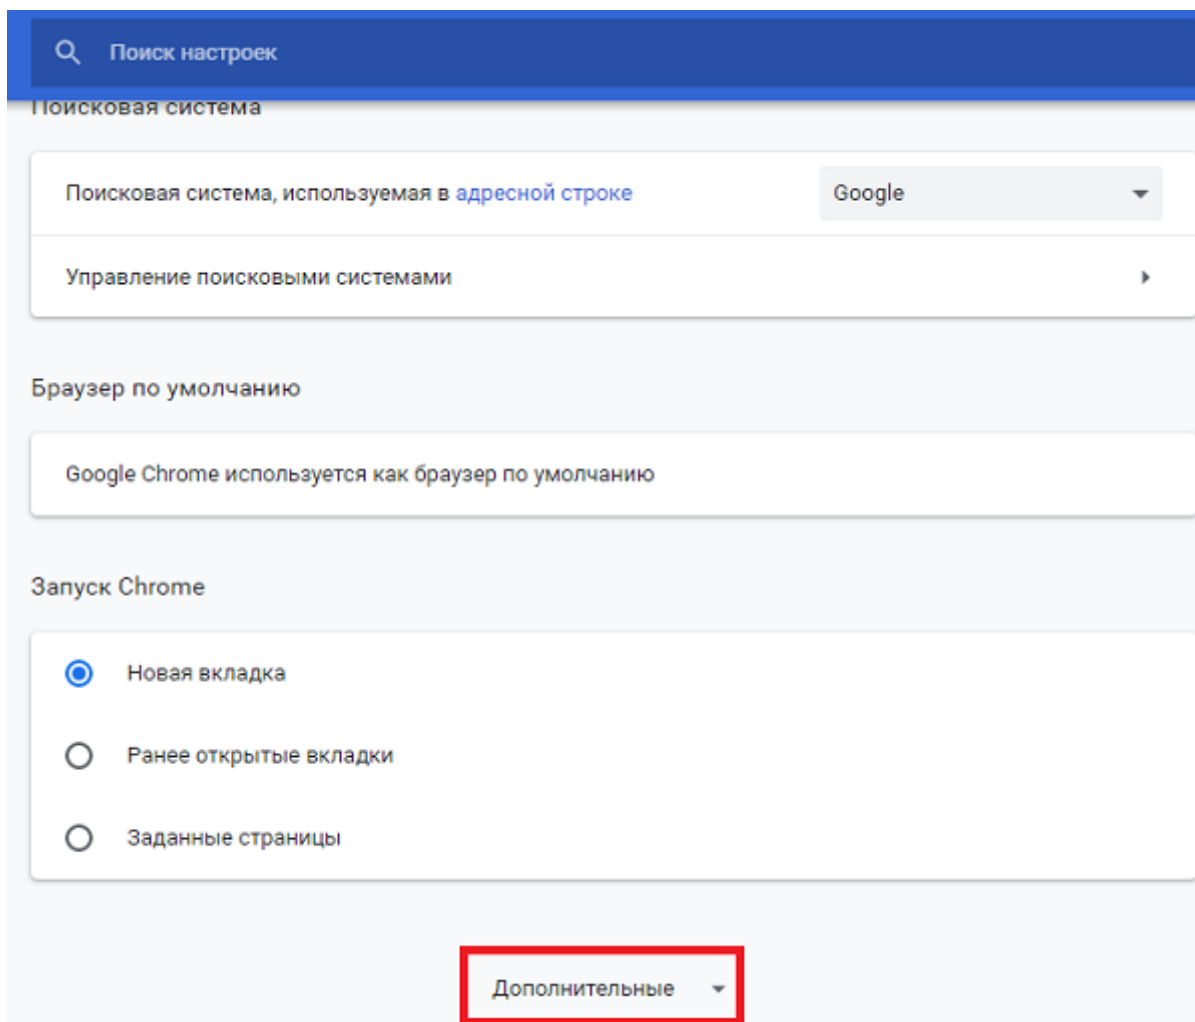 Поиск настроек
Поисковая система
Поисковая система, используемая в адресной строке Google
Управление поисковыми системами
Браузер по умолчанию
Google Chrome используется как браузер по умолчанию
Запуск Chrome
Новая вкладка
Ранее открытые вкладки
Заданные страницы
Дополнительные